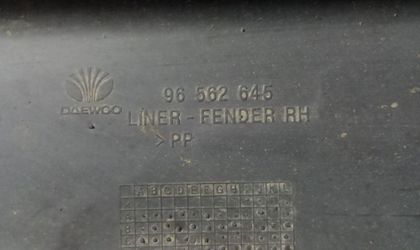 96 562 645
DAEWOO
LINER - FENDER RH
>PP
A B C D E F G H I J K L